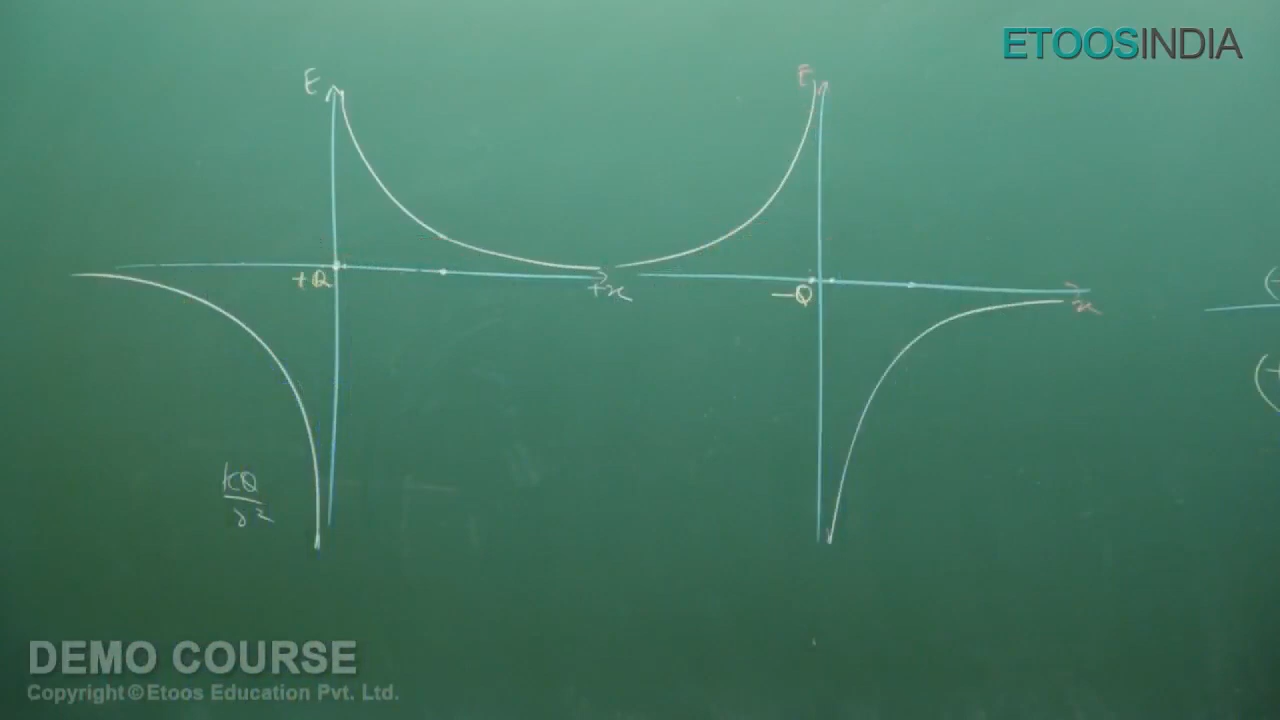 ETOOSINDIA
E
E
+Q
+x
-Q
x
KQ
r²
DEMO COURSE
Copyright © Etoos Education Pvt. Ltd.